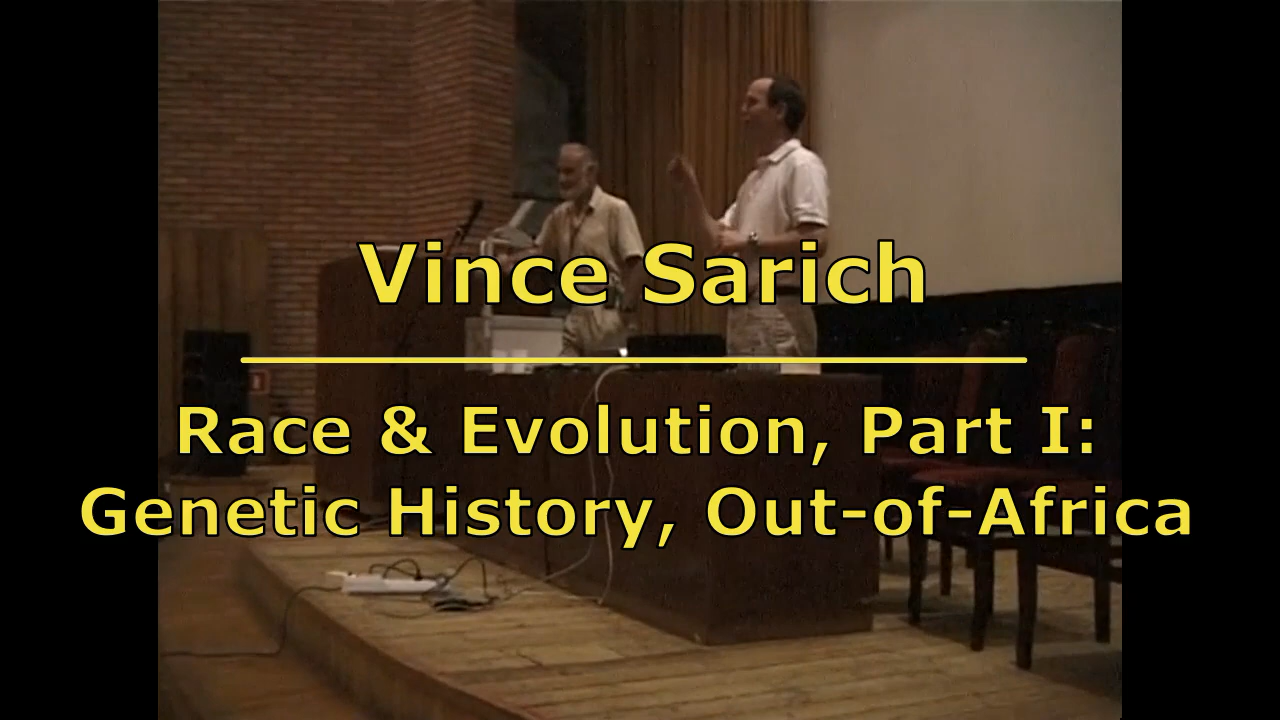 Vince Sarich
Race & Evolution, Part I:
Genetic History, Out-of-Africa